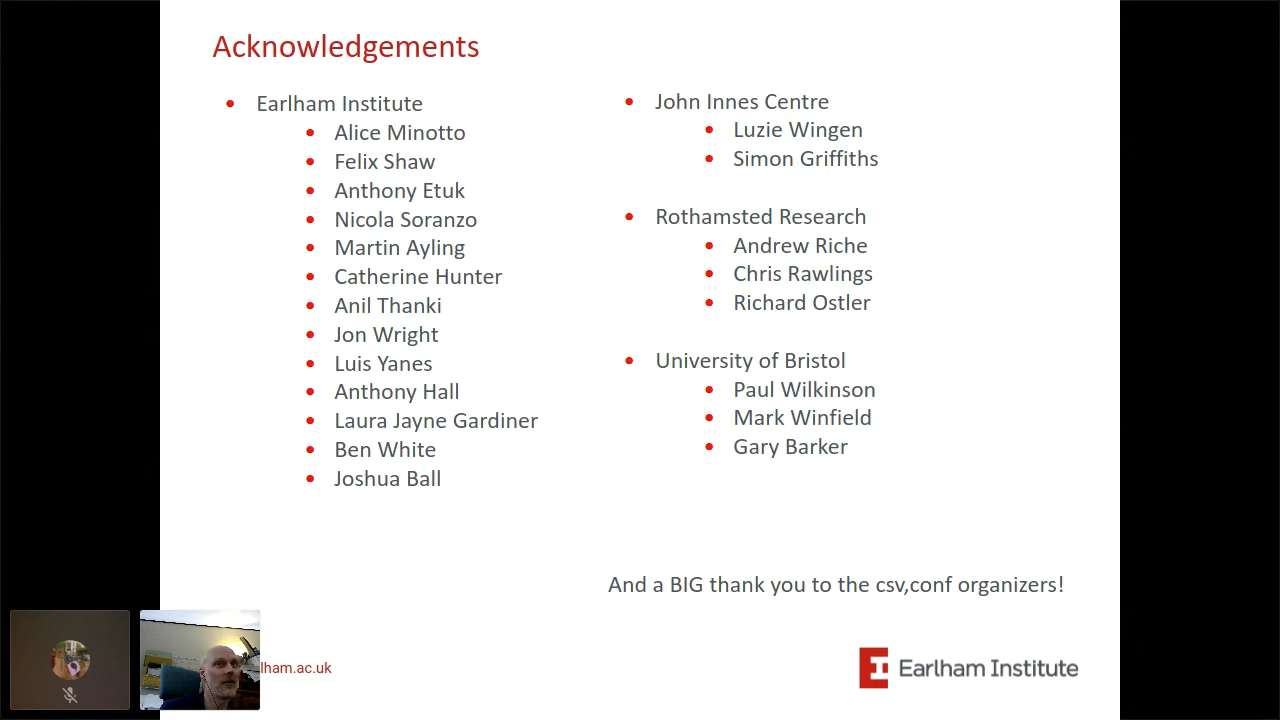 Acknowledgements
• Earlham Institute
• Alice Minotto
• Felix Shaw
• Anthony Etuk
• Nicola Soranzo
• Martin Ayling
• Catherine Hunter
• Anil Thanki
• Jon Wright
• Luis Yanes
• Anthony Hall
• Laura Jayne Gardiner
• Ben White
• Joshua Ball
• John Innes Centre
• Luzie Wingen
• Simon Griffiths
• Rothamsted Research
• Andrew Riche
• Chris Rawlings
• Richard Ostler
• University of Bristol
• Paul Wilkinson
• Mark Winfield
• Gary Barker
And a BIG thank you to the csv,conf organizers!
lham.ac.uk
Earlham Institute